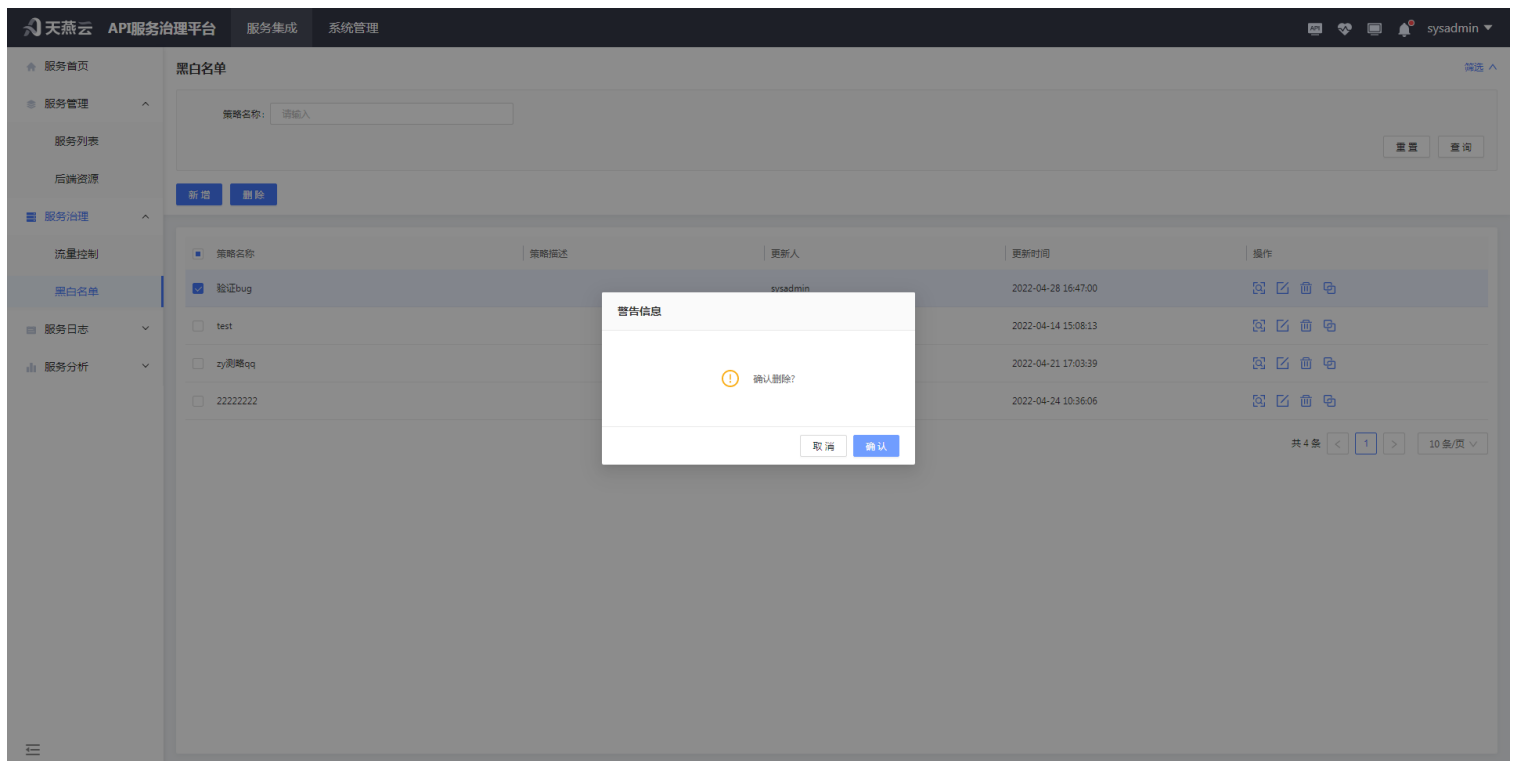 天燕云 API服务治理平台 服务集成 系统管理 API sysadmin
服务首页
服务管理
服务列表
后端资源
服务治理
流量控制
黑白名单
服务日志
服务分析
黑白名单 筛选
策略名称: 请输入
重置 查询
新增 删除
策略名称 策略描述 更新人 更新时间 操作
验证bug sysadmin 2022-04-28 16:47:00
test 2022-04-14 15:08:13
zy测略qq 2022-04-21 17:03:39
22222222 2022-04-24 10:36:06
共4条 < 1 > 10条/页
警告信息
确认删除?
取消 确认